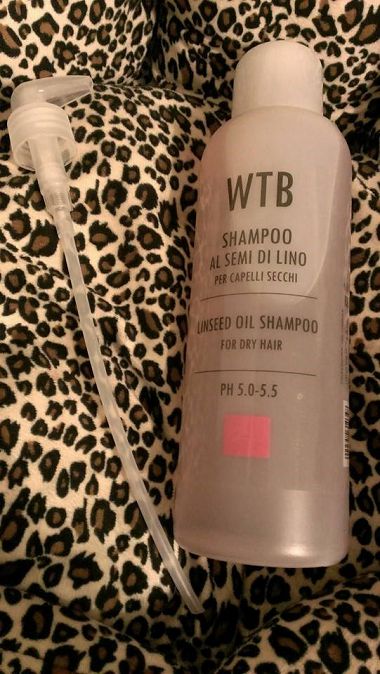 WTB
SHAMPOO
AL SEMI DI LINO
PER CAPELLI SECCHI
LINSEED OIL SHAMPOO
FOR DRY HAIR
PH 5.0-5.5